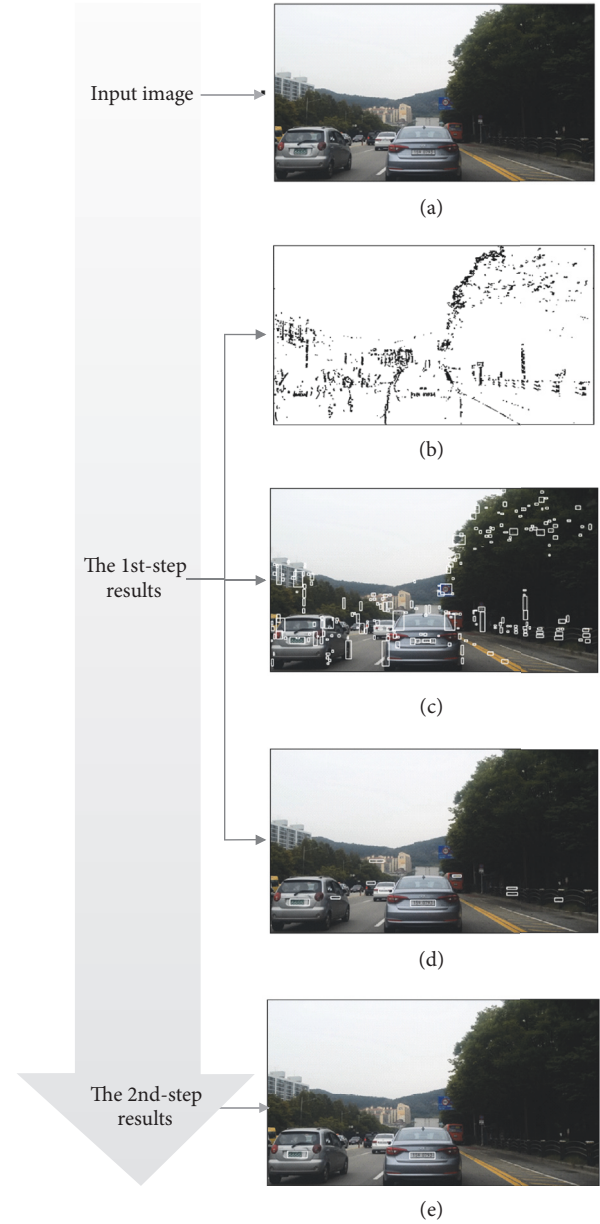 Input image
(a)
(b)
The 1st-step
results
(c)
(d)
The 2nd-step
results
(e)